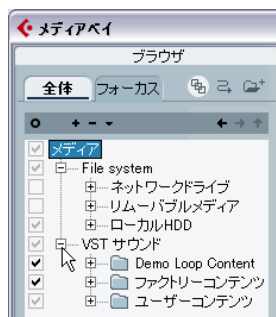 メディアベイ
ブラウザ
全体 フォーカス
メディア
File system
ネットワークドライブ
リムーバブルメディア
ローカルHDD
VST サウンド
Demo Loop Content
ファクトリーコンテンツ
ユーザーコンテンツ